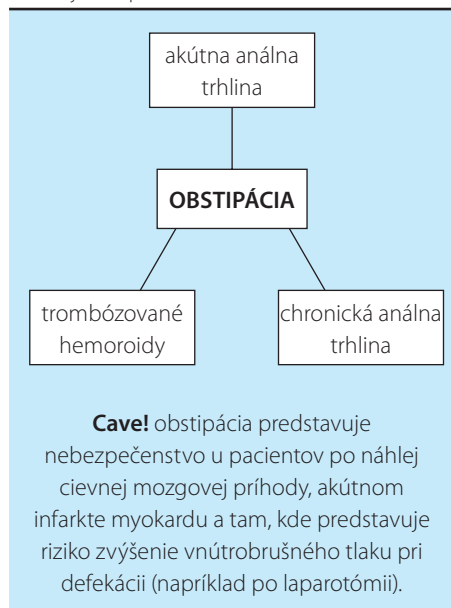 akútna análna
trhlina
OBSTIPÁCIA
trombózované
hemoroidy
chronická análna
trhlina
Cave! obstipácia predstavuje
nebezpečenstvo u pacientov po náhlej
cievnej mozgovej príhody, akútnom
infarkte myokardu a tam, kde predstavuje
riziko zvýšenie vnútrobrušného tlaku pri
defekácii (napríklad po laparotómii).